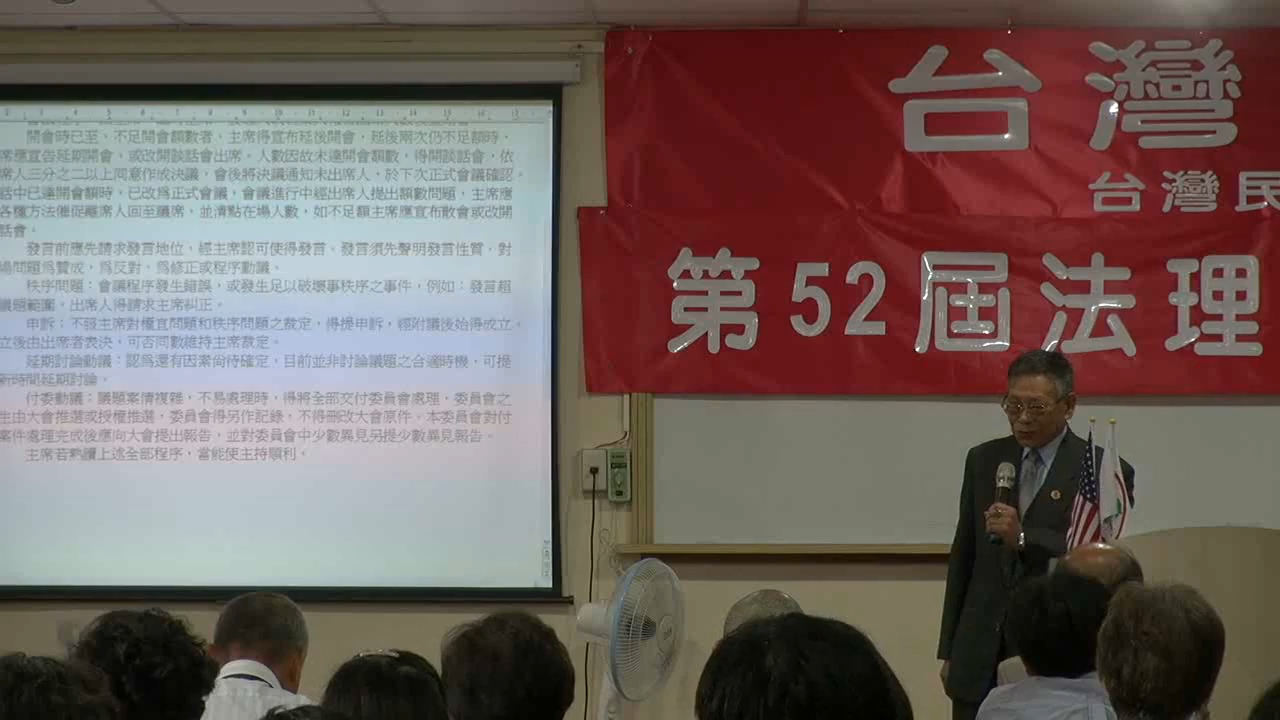 開會時已至、不足開會額數者，主席得宣布延後開會，延後兩次仍不足額時，
席應宣告延期開會，或改開談話會出席。人數因故未達開會額數，得開談話會，依
席人三分之二以上同意作成決議，會後將決議通知未出席人，於下次正式會議確認。
話中已達開會額時，已改為正式會議，會議進行中經出席人提出額數問題，主席應
各種方法催促離席人回至議席，並清點在場人數，如不足額主席應宣布散會或改開
話會。
發言前應先請求發言地位，經主席認可使得發言。發言須先聲明發言性質，對
場問題為贊成，為反對。為修正或程序動議。
秩序問題：會議程序發生錯誤，或發生足以破壞事秩序之事件，例如：發言超
議題範圍。出席人得請求主席糾正。
申訴：不服主席對權宜問題和秩序問題之裁定，得提申訴，經附議後始得成立，
立後由出席者表決，可否同數維持主席裁定。
延期討論動議：認為還有因素尚待確定，目前並非討論議題之合適時機，可提
新時間延期討論。
付委動議：議題案情複雜，不易處理時，得將全部交付委員會處理，委員會之
生由大會推選或授權推選，委員會得另作記錄，不得刪改大會原件。本委員會對付
案件處理完成後應向大會提出報告，並對委員會中少數異見另提少數異見報告。
主席若熟讀上述全部程序，當能使主持順利。
台灣
台灣民
第52屆法理